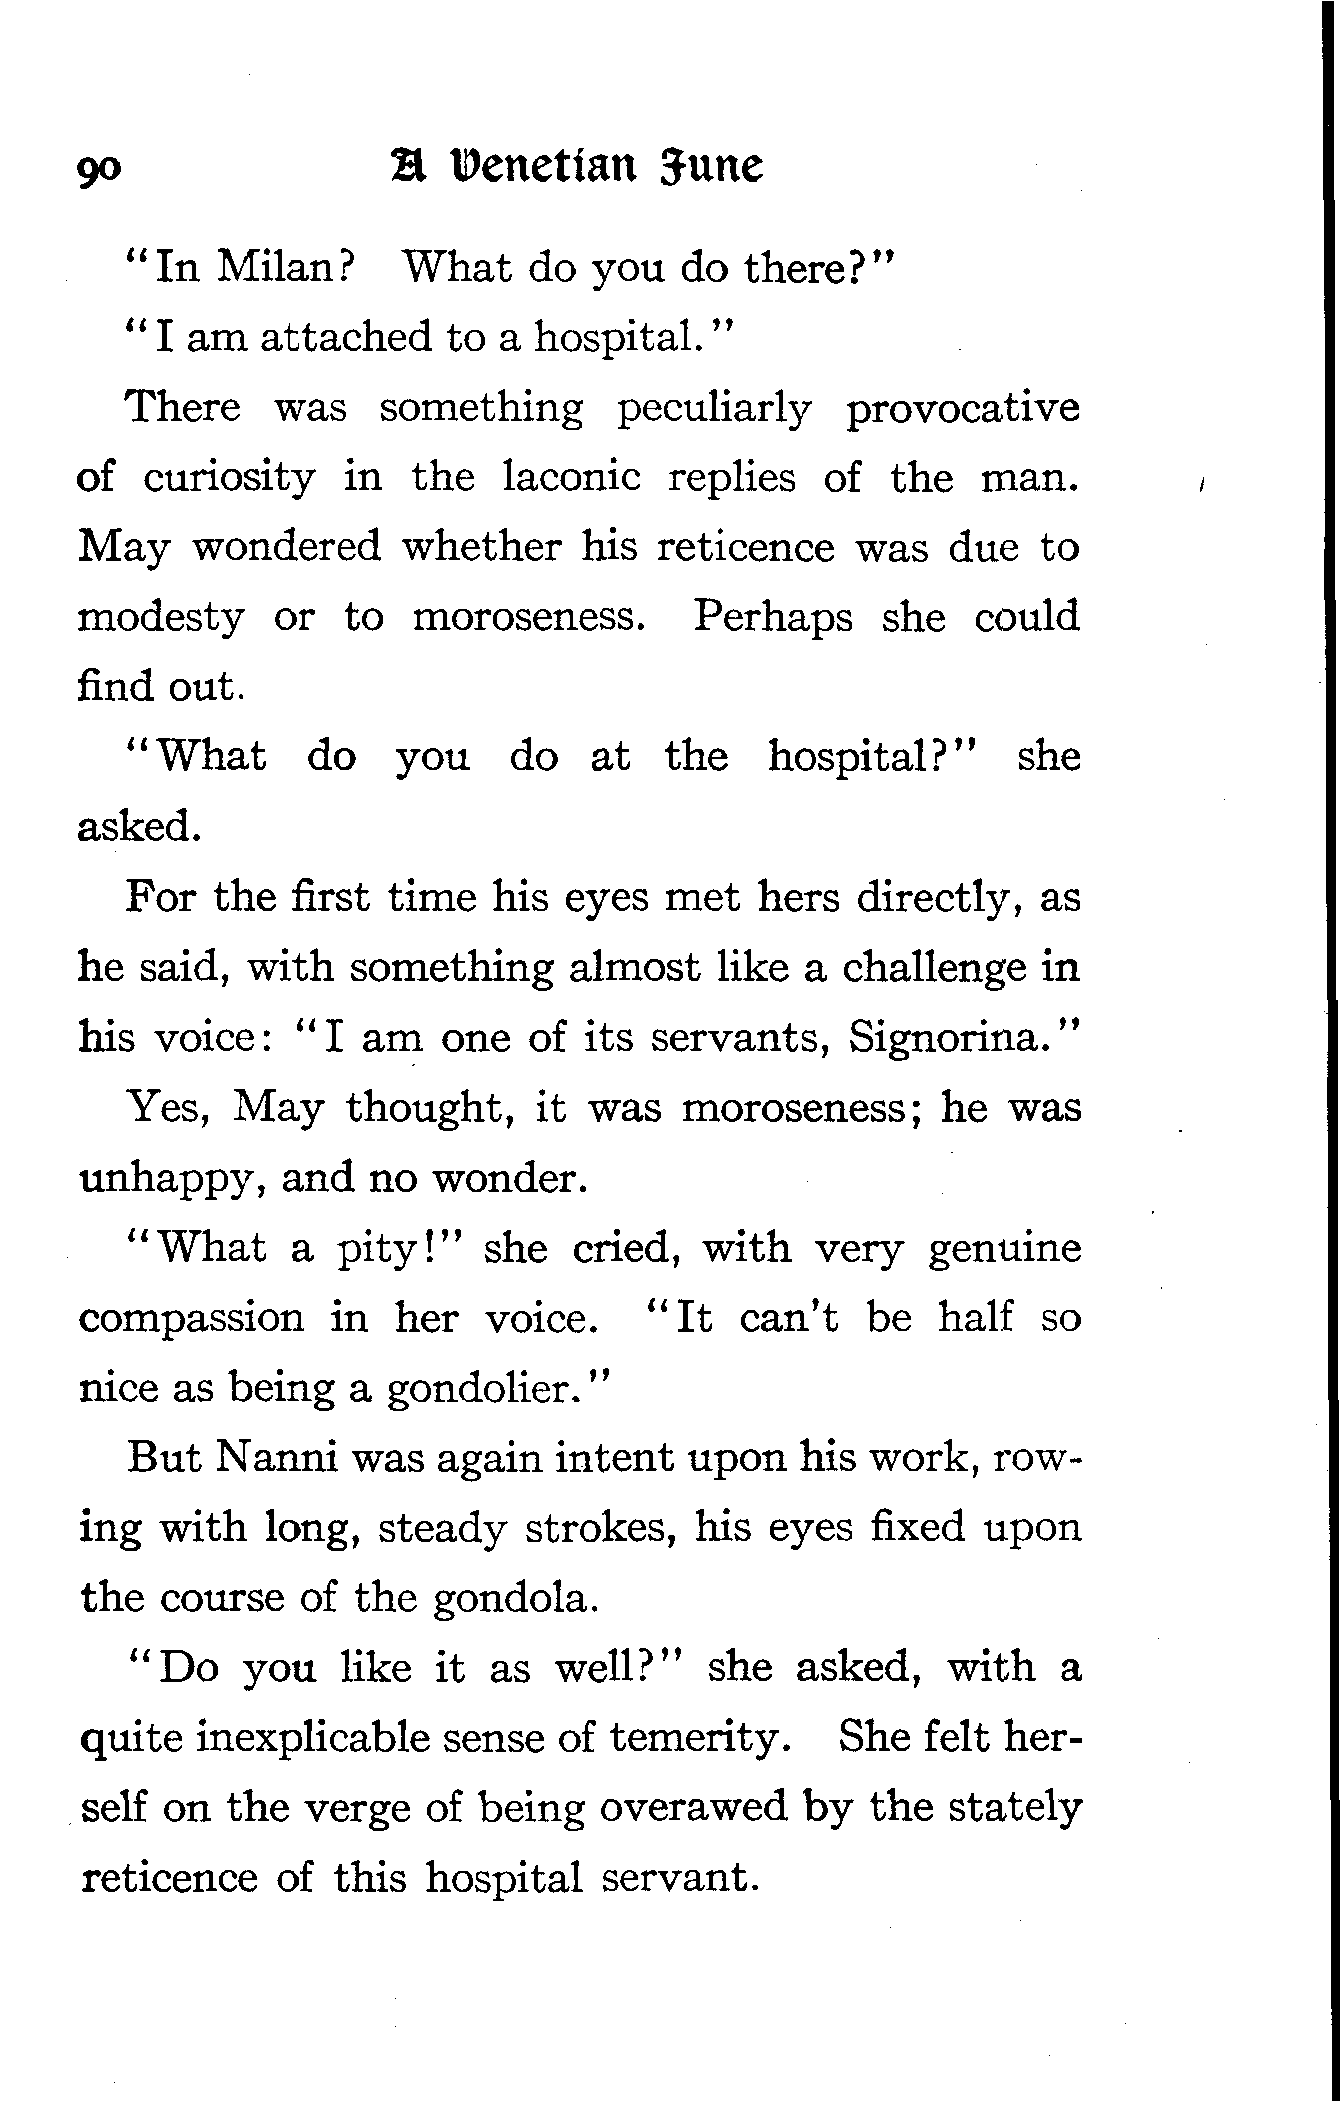 90 A Venetian June
"In Milan? What do you do there?"
"I am attached to a hospital."
There was something peculiarly provocative
of curiosity in the laconic replies of the man.
May wondered whether his reticence was due to
modesty or to moroseness. Perhaps she could
find out.
"What do you do at the hospital?" she
asked.
For the first time his eyes met hers directly, as
he said, with something almost like a challenge in
his voice: "I am one of its servants, Signorina."
Yes, May thought, it was moroseness; he was
unhappy, and no wonder.
"What a pity!" she cried, with very genuine
compassion in her voice. "It can't be half so
nice as being a gondolier."
But Nanni was again intent upon his work, row-
ing with long, steady strokes, his eyes fixed upon
the course of the gondola.
"Do you like it as well?" she asked, with a
quite inexplicable sense of temerity. She felt her-
self on the verge of being overawed by the stately
reticence of this hospital servant.